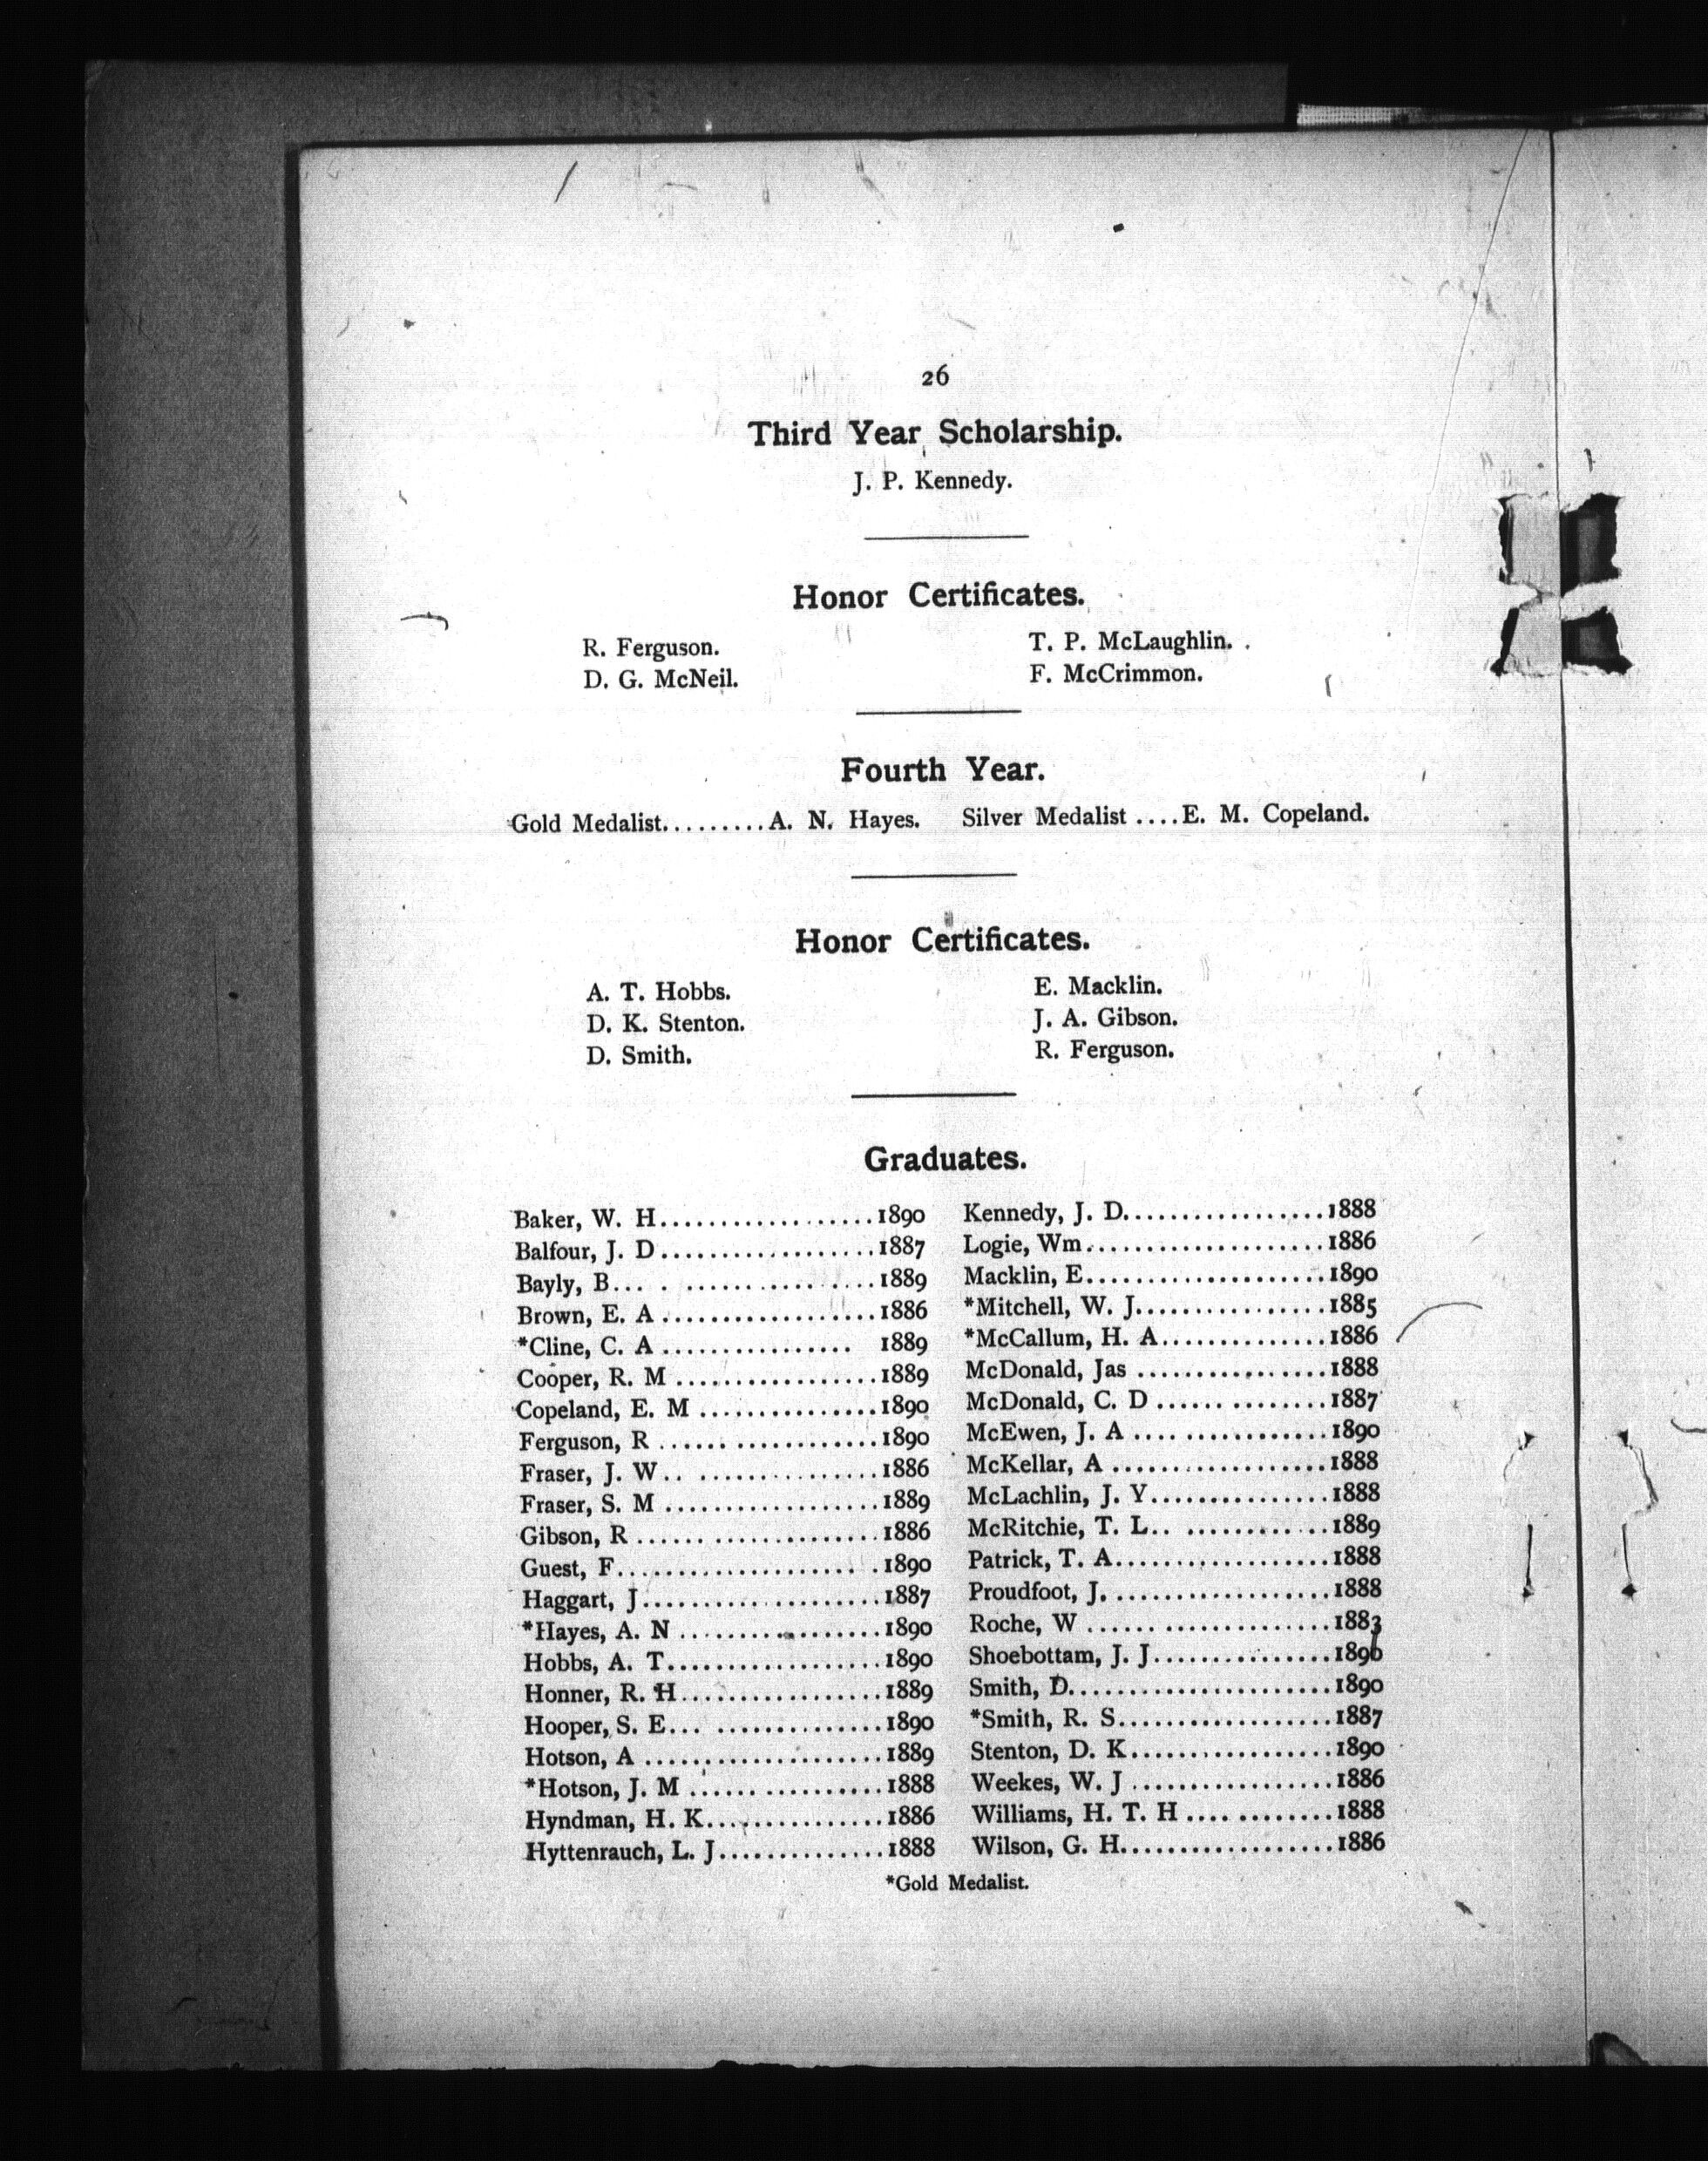 26
Third Year Scholarship.
J. P. Kennedy.
Honor Certificates.
R. Ferguson.
D. G. McNeil.
T. P. McLaughlin.
F. McCrimmon.
Fourth Year.
Gold Medalist.........A. N. Hayes. Silver Medalist ....E. M. Copeland.
Honor Certificates.
A. T. Hobbs.
D. K. Stenton.
D. Smith.
E. Macklin.
J. A. Gibson.
R. Ferguson.
Graduates.
Baker, W. H..................1890
Balfour, J. D..................1887
Bayly, B... . ................1889
Brown, E. A..................1886
*Cline, C. A................ 1889
Cooper, R. M.................1889
Copeland, E. M ...............1890
Ferguson, R ..................1890
Fraser, J. W.. ...............1886
Fraser, S. M ..................1889
Gibson, R ....................1886
Guest, F.....................1890
Haggart, J....................1887
*Hayes, A. N .................1890
Hobbs, A. T..................1890
Honner, R. H.................1889
Hooper, S. E... ..............1890
Hotson, A ....................1889
*Hotson, J. M ................1888
Hyndman, H. K...............1886
Hyttenrauch, L. J..............1888
Kennedy, J. D.................1888
Logie, Wm....................1886
Macklin, E....................1890
*Mitchell, W. J................1885
*McCallum, H. A..............1886
McDonald, Jas ................1888
McDonald, C. D ..............1887
McEwen, J. A ................1890
McKellar, A ..................1888
McLachlin, J. Y...............1888
McRitchie, T. L.. ............1889
Patrick, T. A..................1888
Proudfoot, J...................1888
Roche, W ....................1883
Shoebottam, J. J...............1890
Smith, D......................1890
*Smith, R. S..................1887
Stenton, D. K.................1890
Weekes, W. J .................1886
Williams, H. T. H ............1888
Wilson, G. H..................1886
*Gold Medalist.